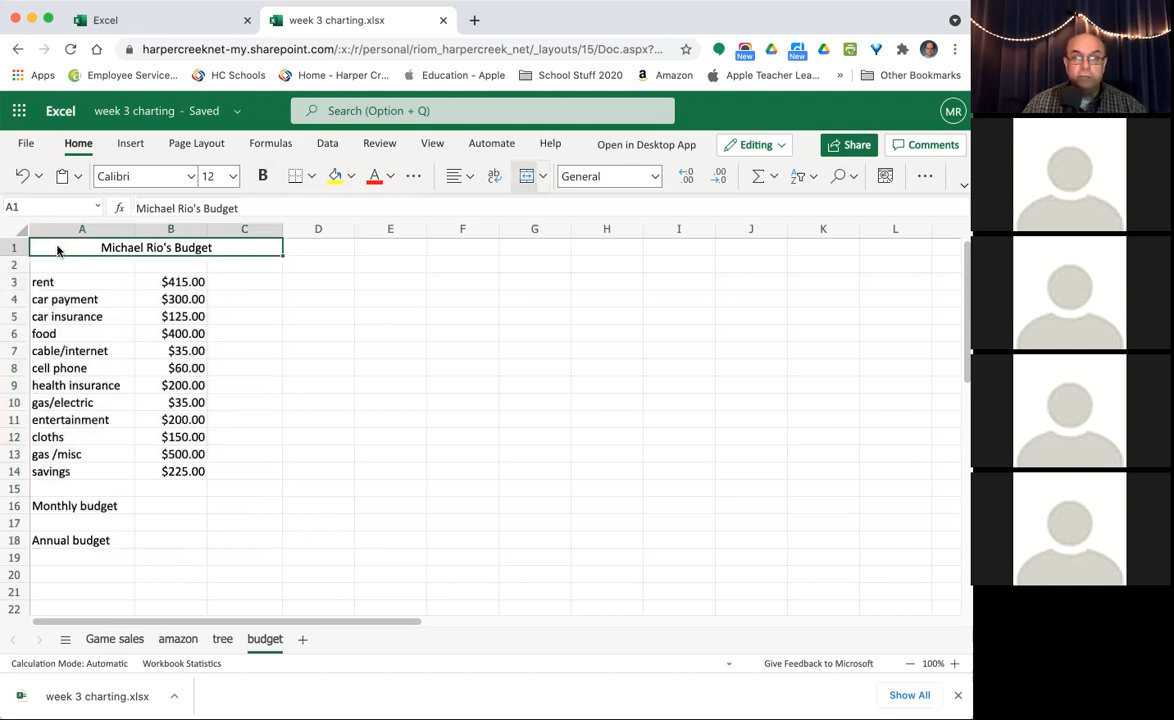 Excel
week 3 charting.xlsx
harpercreeknet-my.sharepoint.com/:x:/r/personal/riom_harpercreek_net/_layouts/15/Doc.aspx?...
New
New
Apps
Employee Service...
HC Schools
Home - Harper Cr...
Education - Apple
School Stuff 2020
Amazon
Apple Teacher Lea...
»
Other Bookmarks
Excel
week 3 charting - Saved
Search (Option + Q)
MR
File
Home
Insert
Page Layout
Formulas
Data
Review
View
Automate
Help
Open in Desktop App
Editing
Share
Comments
Calibri
12
B
A
ab
General
A1
fx
Michael Rio's Budget
A B C D E F G H I J K L
1 Michael Rio's Budget
2
3 rent $415.00
4 car payment $300.00
5 car insurance $125.00
6 food $400.00
7 cable/internet $35.00
8 cell phone $60.00
9 health insurance $200.00
10 gas/electric $35.00
11 entertainment $200.00
12 cloths $150.00
13 gas /misc $500.00
14 savings $225.00
15
16 Monthly budget
17
18 Annual budget
19
20
21
22
Game sales
amazon
tree
budget
Calculation Mode: Automatic
Workbook Statistics
Give Feedback to Microsoft
100%
week 3 charting.xlsx
Show All